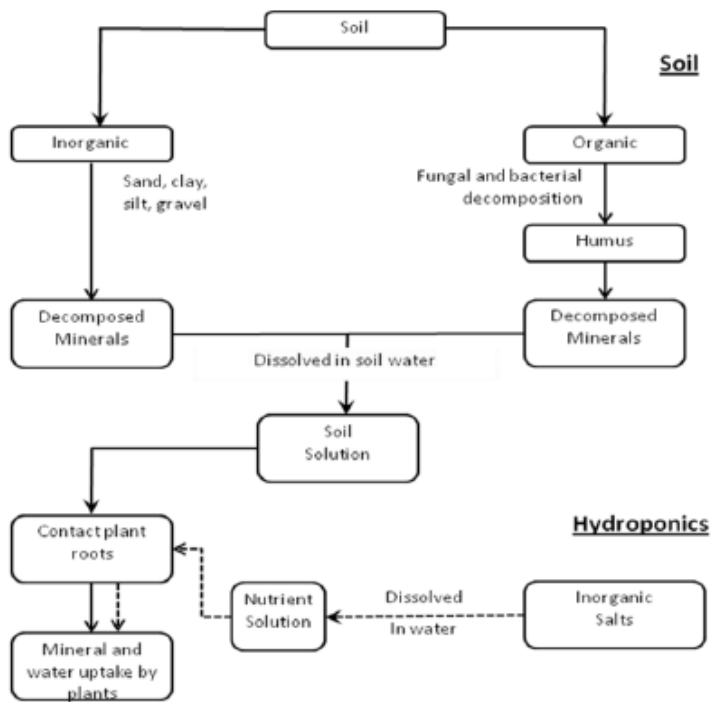 Soil
Soil
Inorganic
Organic
Sand, clay,
silt, gravel
Fungal and bacterial
decomposition
Humus
Decomposed
Minerals
Decomposed
Minerals
Dissolved in soil water
Soil
Solution
Hydroponics
Contact plant
roots
Nutrient
Solution
Dissolved
In water
Inorganic
Salts
Mineral and
water uptake by
plants